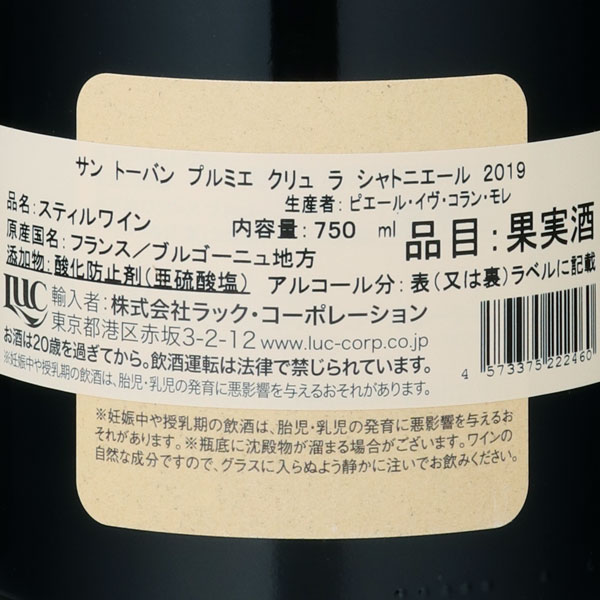 サン トーバン プルミエ クリュ ラ シャトニエール 2019
生産者：ピエール・イヴ・コラン・モレ
品名：スティルワイン
内容量：750 ml
品目：果実酒
原産国名：フランス／ブルゴーニュ地方
添加物：酸化防止剤（亜硫酸塩）
アルコール分：表（又は裏）ラベルに記載
LUC
輸入者：株式会社ラック・コーポレーション
東京都港区赤坂3-2-12 www.luc-corp.co.jp
お酒は20歳を過ぎてから。飲酒運転は法律で禁じられています。
※妊娠中や授乳期の飲酒は、胎児・乳児の発育に悪影響を与えるおそれがあります。
4 573375 222460
※妊娠中や授乳期の飲酒は、胎児・乳児の発育に悪影響を与えるお
それがあります。※瓶底に沈殿物が溜まる場合がございます。ワインの
自然な成分ですので、グラスに入らぬよう静かに注いでお飲みください。